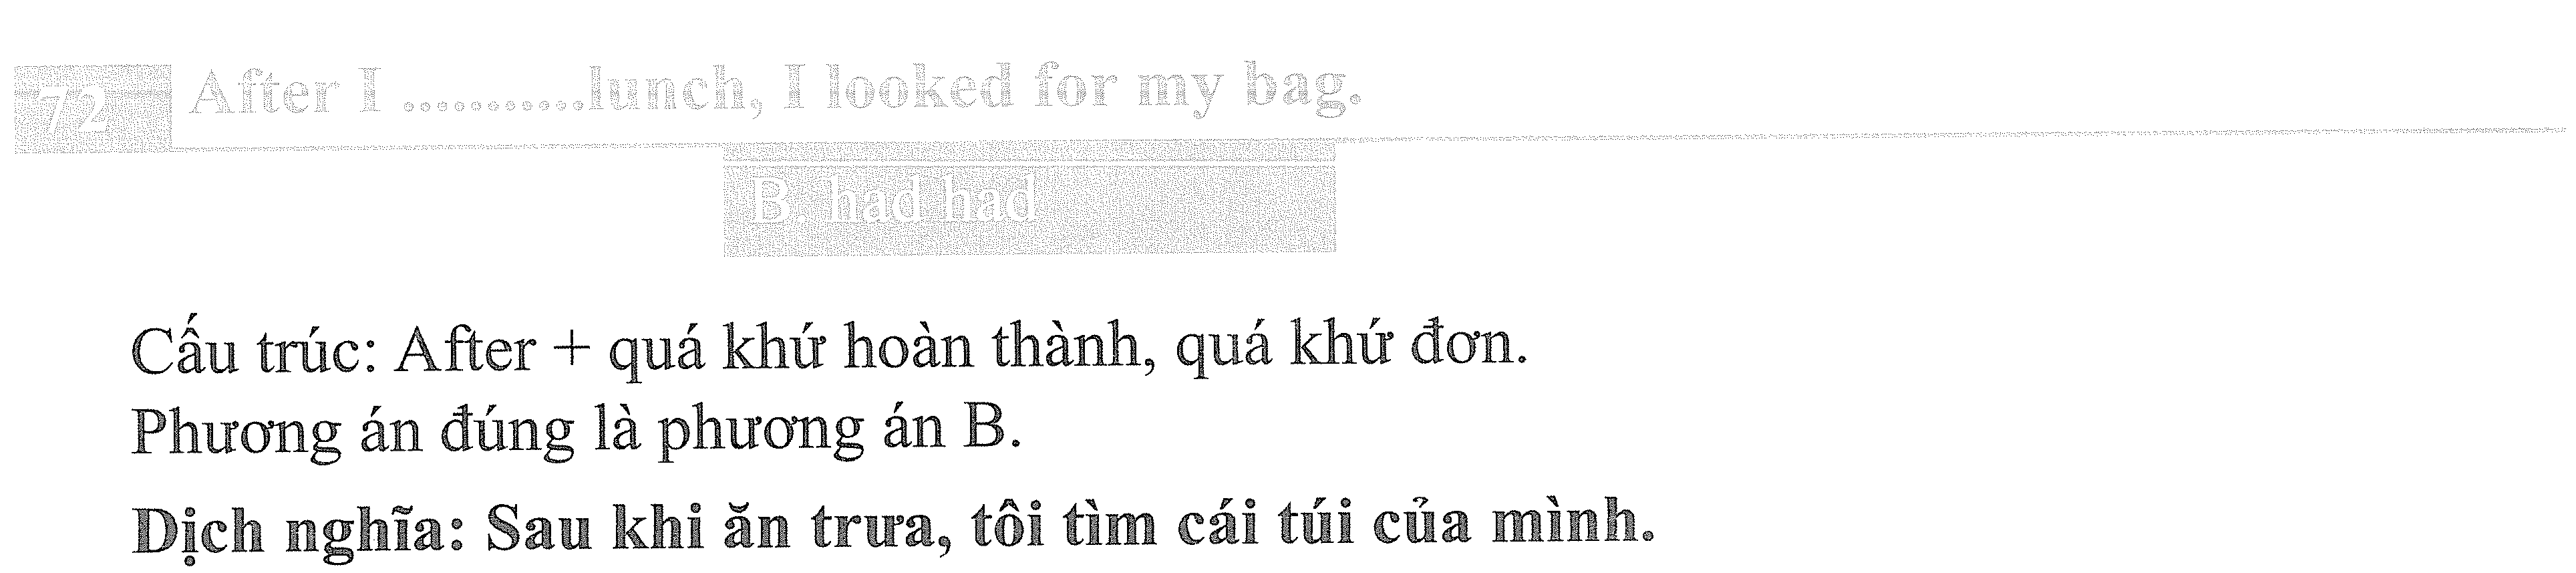 72 After I ...........lunch, I looked for my bag.
B. had had
Cấu trúc: After + quá khứ hoàn thành, quá khứ đơn.
Phương án đúng là phương án B.
Dịch nghĩa: Sau khi ăn trưa, tôi tìm cái túi của mình.